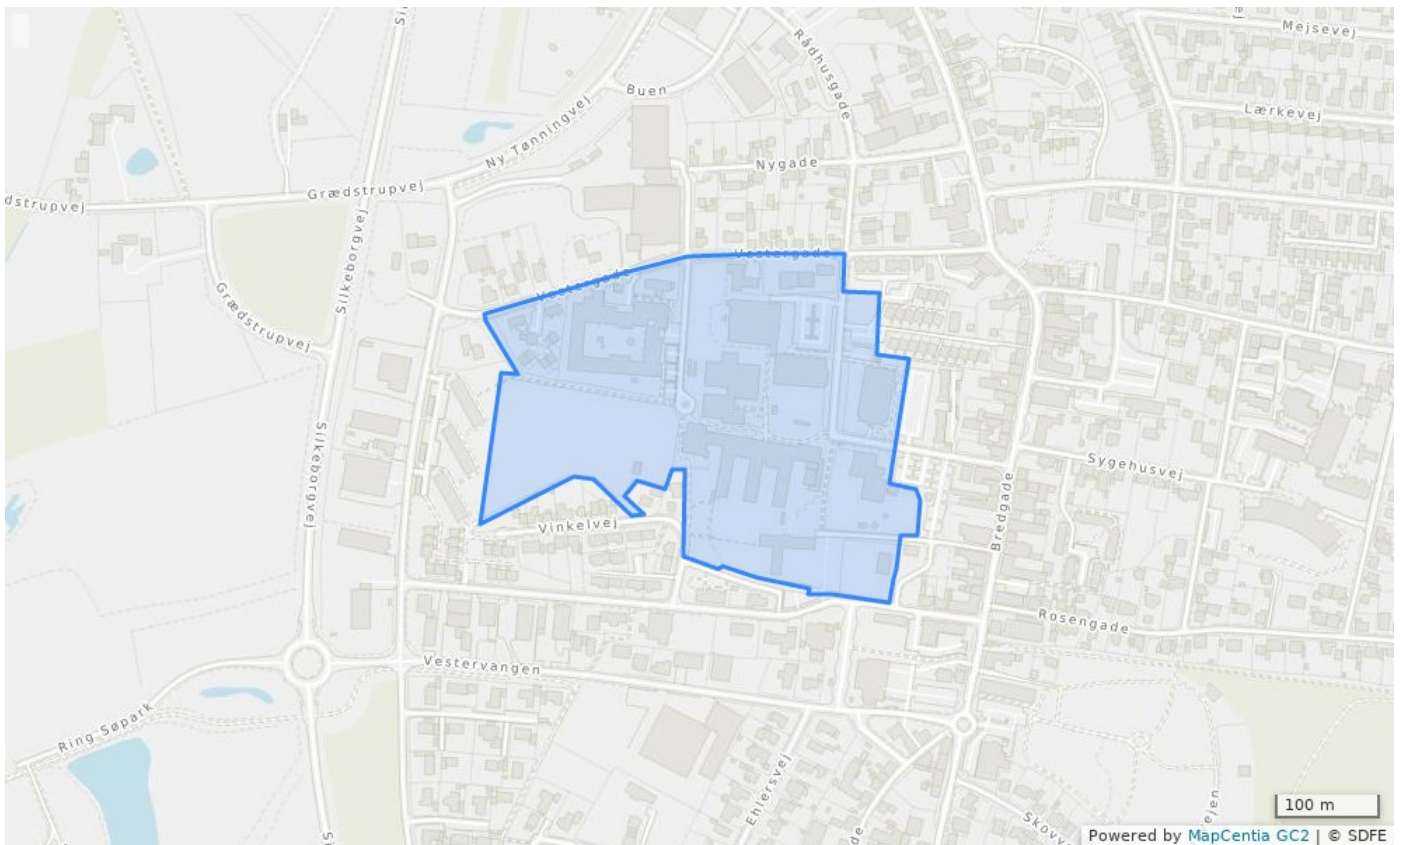 Mejsevej
Rådhusgade
Buen
Lærkevej
Ny Tønningvej
Nygade
Grædstrupvej
dstrupvej
Silkeborgvej
Vestergade
Vestergade
Grædstrupvej
Silkeborgvej
Sygehusvej
Bredgade
Vinkelvej
Rosengade
Vestervangen
Ring Søpark
Ehlersvej
100 m
Powered by MapCentia GC2 | © SDFE